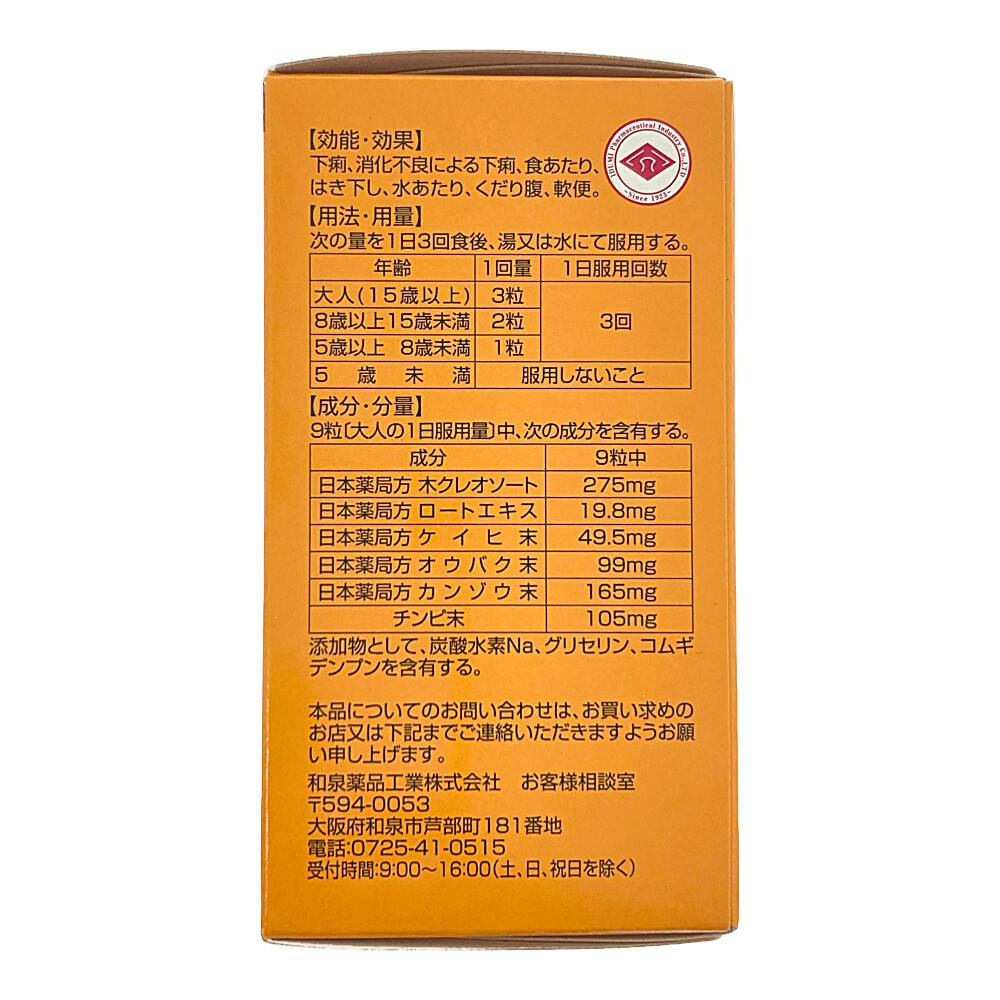 【効能・効果】
下痢、消化不良による下痢、食あたり、
はき下し、水あたり、くだり腹、軟便。
IDUMI Pharmaceutical Industry Co.,LTD
-Since 1923-
【用法・用量】
次の量を1日3回食後、湯又は水にて服用する。
年齢 1回量 1日服用回数
大人(15歳以上) 3粒
8歳以上15歳未満 2粒 3回
5歳以上 8歳未満 1粒
5歳未満 服用しないこと
【成分・分量】
9粒〔大人の1日服用量〕中、次の成分を含有する。
成分 9粒中
日本薬局方 木クレオソート 275mg
日本薬局方 ロートエキス 19.8mg
日本薬局方 ケイヒ末 49.5mg
日本薬局方 オウバク末 99mg
日本薬局方 カンゾウ末 165mg
チンピ末 105mg
添加物として、炭酸水素Na、グリセリン、コムギ
デンプンを含有する。
本品についてのお問い合わせは、お買い求めの
お店又は下記までご連絡いただきますようお願
い申し上げます。
和泉薬品工業株式会社 お客様相談室
〒594-0053
大阪府和泉市芦部町181番地
電話:0725-41-0515
受付時間:9:00〜16:00(土、日、祝日を除く)